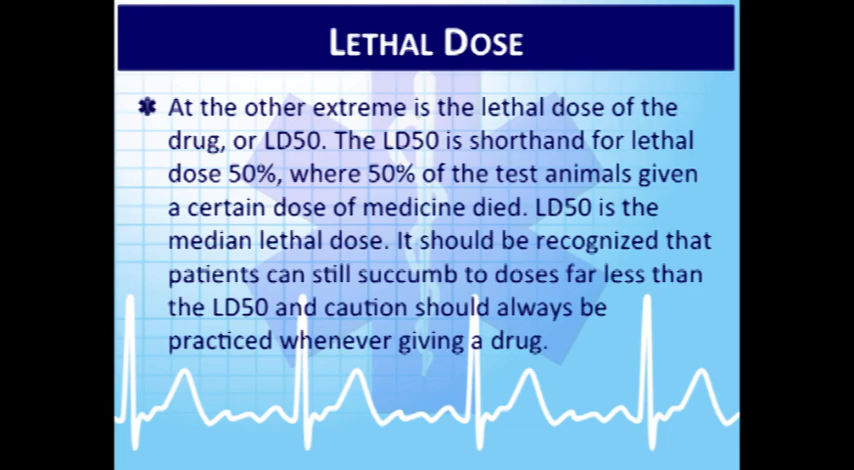 LETHAL DOSE
At the other extreme is the lethal dose of the
drug, or LD50. The LD50 is shorthand for lethal
dose 50%, where 50% of the test animals given
a certain dose of medicine died. LD50 is the
median lethal dose. It should be recognized that
patients can still succumb to doses far less than
the LD50 and caution should always be
practiced whenever giving a drug.